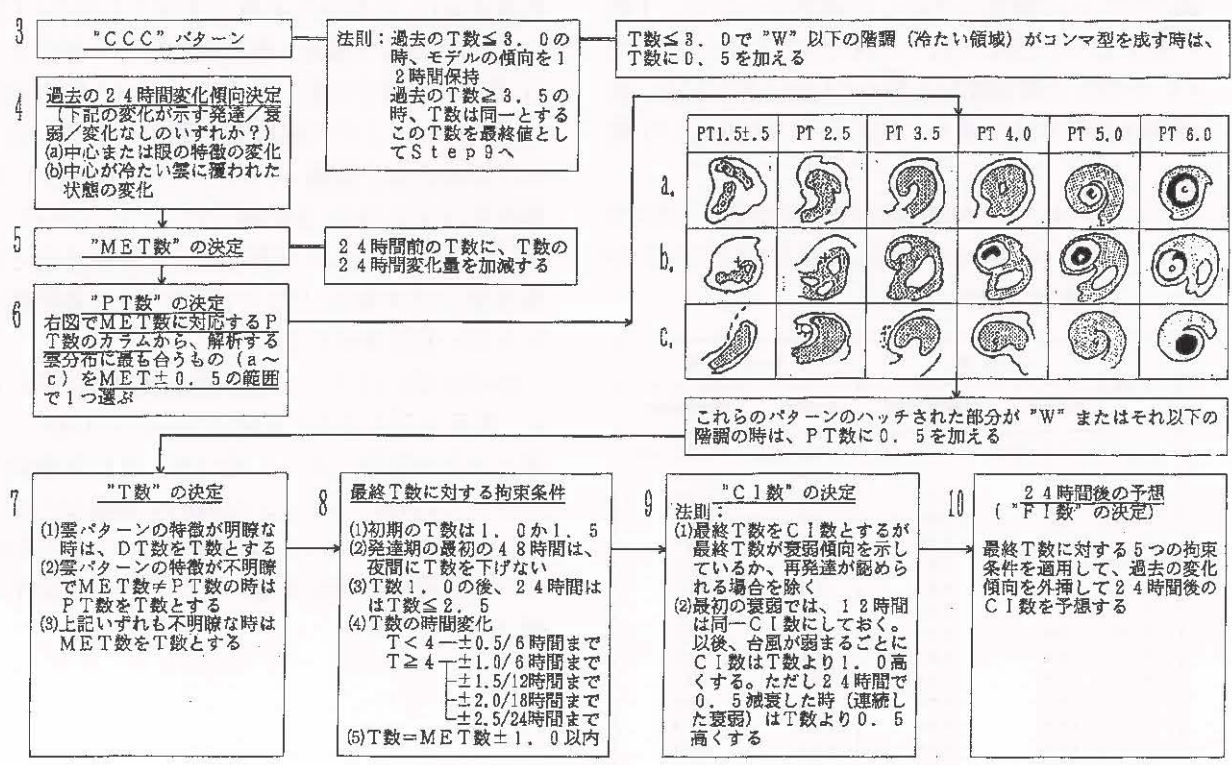 3
"CCC" パターン
法則：過去のT数≦3．0の
時、モデルの傾向を1
2時間保持
過去のT数≧3．5の
時、T数は同一とする
このT数を最終値とし
てStep9へ
T数≦3．0で "W" 以下の階調（冷たい領域）がコンマ型を成す時は、
T数に0．5を加える
4
過去の24時間変化傾向決定
（下記の変化が示す発達／衰
弱／変化なしのいずれか？）
(a)中心または眼の特徴の変化
(b)中心が冷たい雲に覆われた
状態の変化
5
"MET数" の決定
24時間前のT数に、T数の
24時間変化量を加減する
6
"PT数" の決定
右図でMET数に対応するP
T数のカラムから、解析する
雲分布に最も合うもの（a～
c）をMET±0．5の範囲
で1つ選ぶ
PT1.5±.5 PT 2.5 PT 3.5 PT 4.0 PT 5.0 PT 6.0
a.
b.
c.
これらのパターンのハッチされた部分が "W" またはそれ以下の
階調の時は、PT数に0．5を加える
7
"T数" の決定
(1)雲パターンの特徴が明瞭な
時は、DT数をT数とする
(2)雲パターンの特徴が不明瞭
でMET数≠PT数の時は
PT数をT数とする
(3)上記いずれも不明瞭な時は
MET数をT数とする
8
最終T数に対する拘束条件
(1)初期のT数は1．0か1．5
(2)発達期の最初の48時間は、
夜間にT数を下げない
(3)T数1．0の後、24時間は
はT数≦2．5
(4)T数の時間変化
T＜4―±0.5/6時間まで
T≧4―±1.0/6時間まで
±1.5/12時間まで
±2.0/18時間まで
±2.5/24時間まで
(5)T数＝MET数±1．0以内
9
"CI数" の決定
法則：
(1)最終T数をCI数とするが
最終T数が衰弱傾向を示し
ているか、再発達が認めら
れる場合を除く
(2)最初の衰弱では、12時間
は同一CI数にしておく。
以後、台風が弱まるごとに
CI数はT数より1．0高
くする。ただし24時間で
0．5減衰した時（連続し
た衰弱）はT数より0．5
高くする
10
24時間後の予想
（"FI数" の決定）
最終T数に対する5つの拘束
条件を適用して、過去の変化
傾向を外挿して24時間後の
CI数を予想する